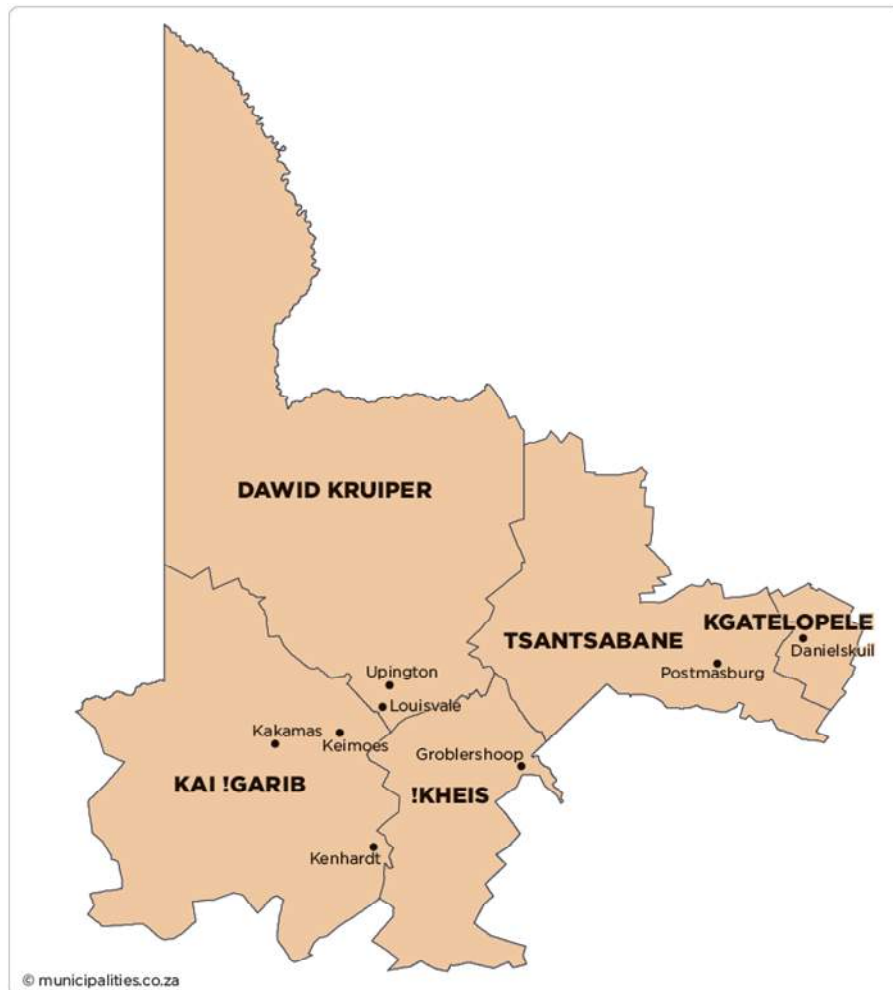 DAWID KRUIPER
KGATELOPELE
TSANTSABANE
Danielskuil
Postmasburg
Upington
Louisvale
Kakamas
Keimoes
Groblershoop
KAI !GARIB
!KHEIS
Kenhardt
© municipalities.co.za